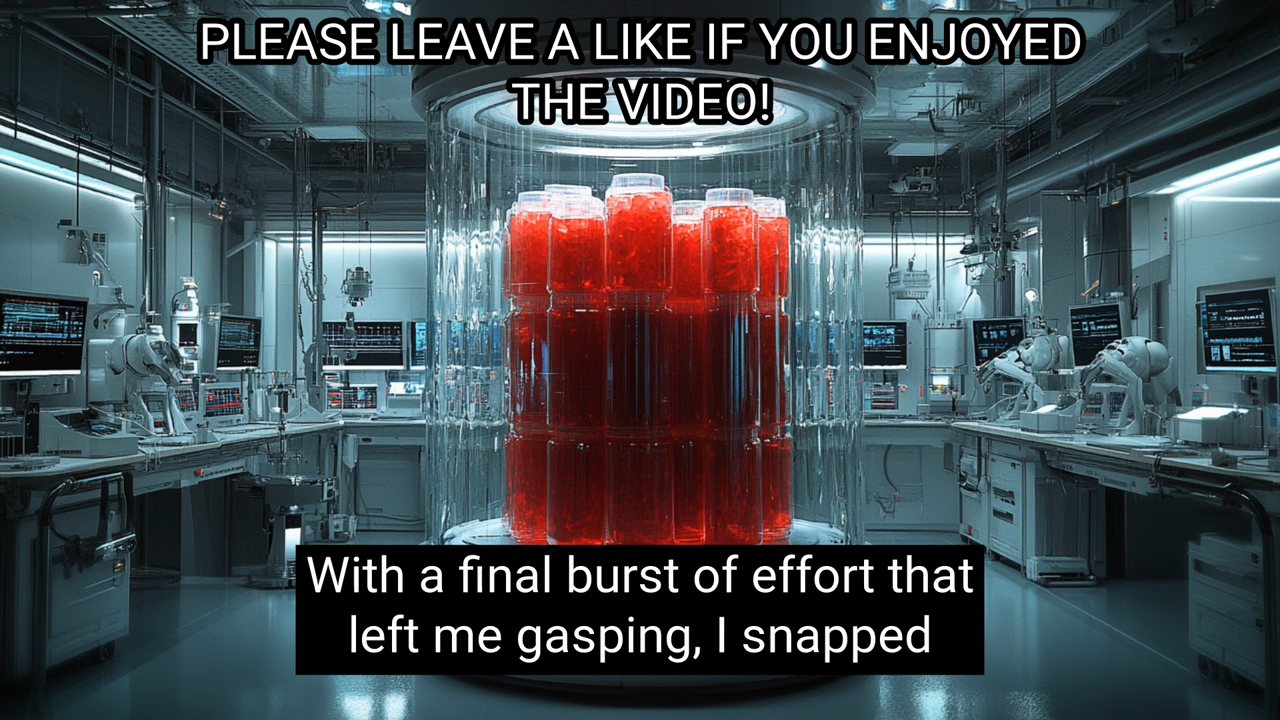 PLEASE LEAVE A LIKE IF YOU ENJOYED
THE VIDEO!
With a final burst of effort that
left me gasping, I snapped